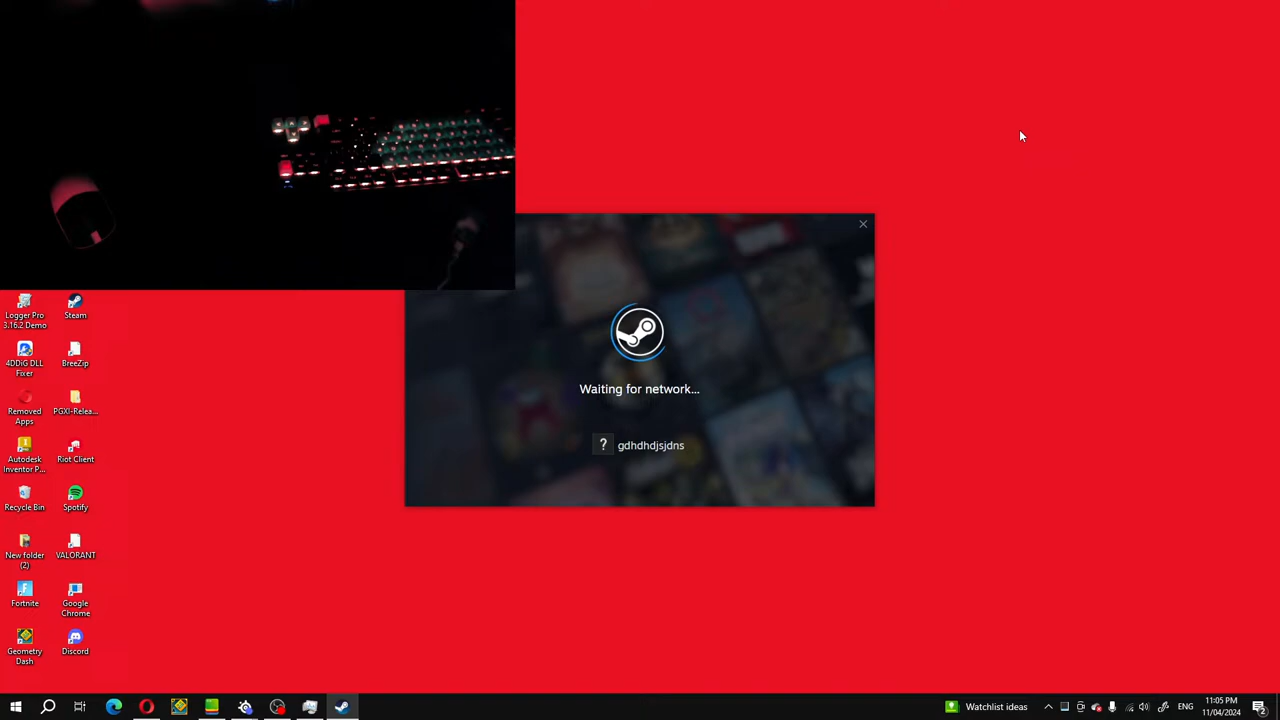 Waiting for network...
? gdhdhdjsjdns
Logger Pro
3.16.2 Demo
Steam
4DDiG DLL
Fixer
BreeZip
Removed
Apps
PGXI-Relea...
Autodesk
Inventor P...
Riot Client
Recycle Bin
Spotify
New folder
(2)
VALORANT
Fortnite
Google
Chrome
Geometry
Dash
Discord
Watchlist ideas
ENG
11:05 PM
11/04/2024
2